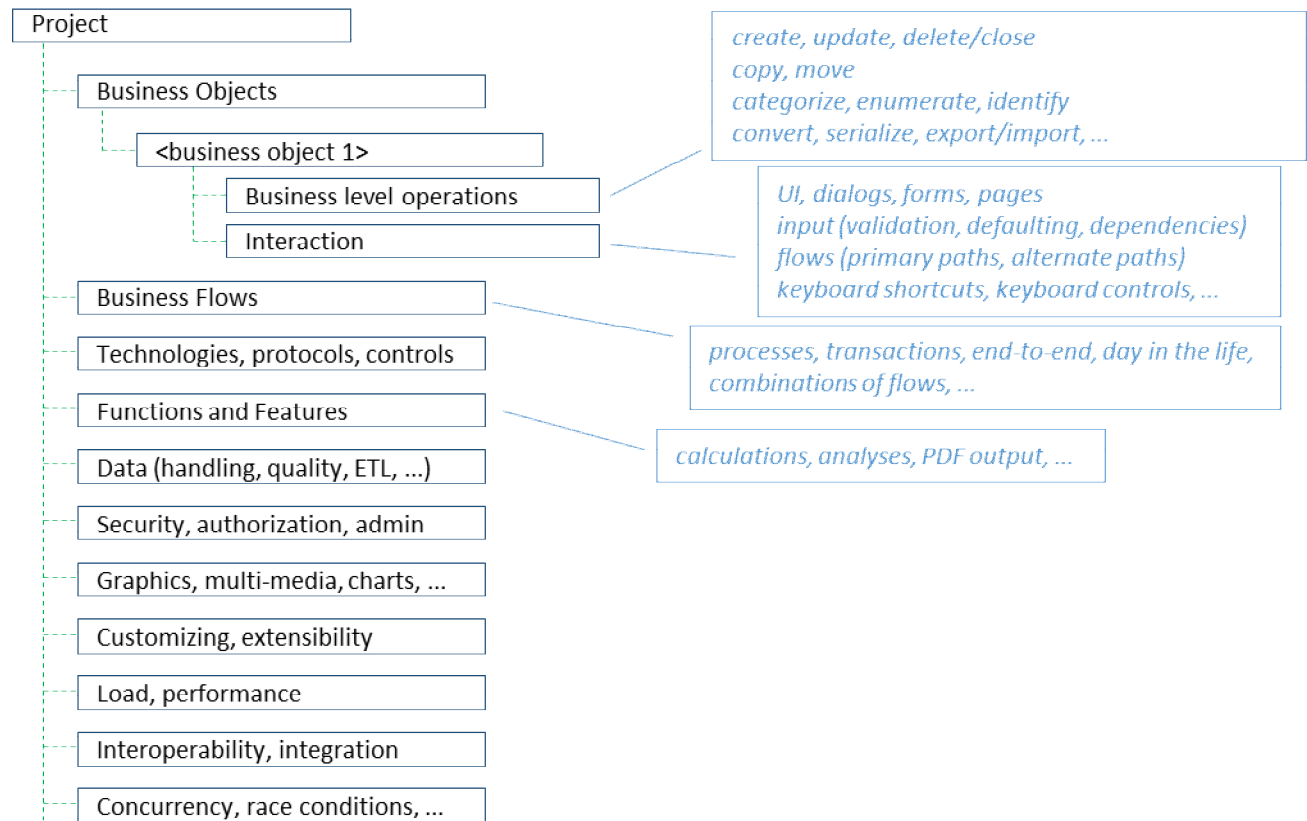 Project
Business Objects
<business object 1>
Business level operations
Interaction
Business Flows
Technologies, protocols, controls
Functions and Features
Data (handling, quality, ETL, ...)
Security, authorization, admin
Graphics, multi-media, charts, ...
Customizing, extensibility
Load, performance
Interoperability, integration
Concurrency, race conditions, ...
create, update, delete/close
copy, move
categorize, enumerate, identify
convert, serialize, export/import, ...
UI, dialogs, forms, pages
input (validation, defaulting, dependencies)
flows (primary paths, alternate paths)
keyboard shortcuts, keyboard controls, ...
processes, transactions, end-to-end, day in the life,
combinations of flows, ...
calculations, analyses, PDF output, ...